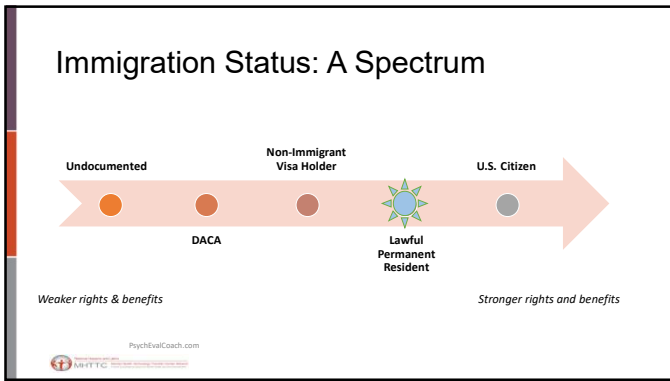 Immigration Status: A Spectrum
Undocumented
DACA
Non-Immigrant
Visa Holder
Lawful
Permanent
Resident
U.S. Citizen
Weaker rights & benefits
Stronger rights and benefits
PsychEvalCoach.com
MHTTC